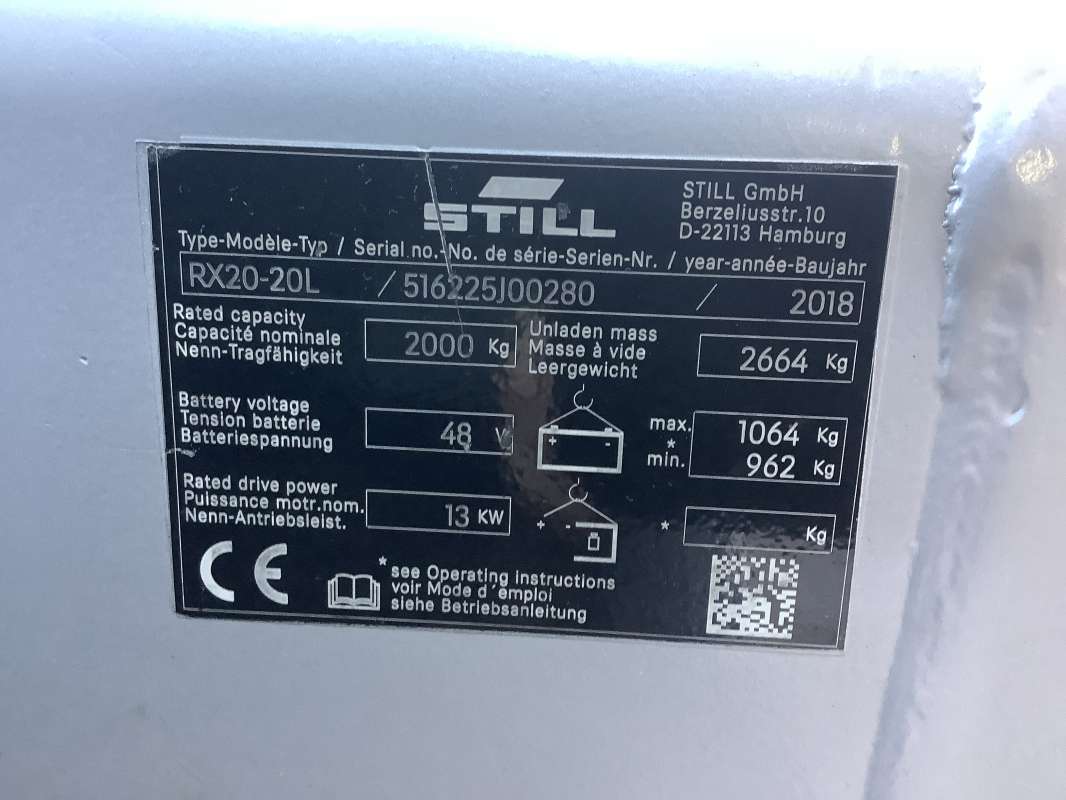 STILL
STILL GmbH
Berzeliusstr.10
D-22113 Hamburg
Type-Modèle-Typ / Serial no.-No. de série-Serien-Nr. / year-année-Baujahr
RX20-20L / 516225J00280 / 2018
Rated capacity
Capacité nominale
Nenn-Tragfähigkeit
2000 Kg
Unladen mass
Masse à vide
Leergewicht
2664 Kg
Battery voltage
Tension batterie
Batteriespannung
48 V
+ -
max. 1064 Kg
*
min. 962 Kg
Rated drive power
Puissance motr.nom.
Nenn-Antriebsleist.
13 KW
+ -
* Kg
CE
* see Operating instructions
voir Mode d´emploi
siehe Betriebsanleitung